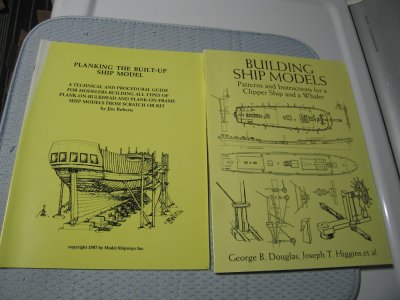 PLANKING THE BUILT-UP
SHIP MODEL
A TECHNICAL AND PROCEDURAL GUIDE
FOR MODELERS BUILDING ALL TYPES OF
PLANK-ON-BULKHEAD AND PLANK-ON-FRAME
SHIP MODELS FROM SCRATCH OR KIT
by Jim Roberts
copyright 1987 by Model Shipways Inc.
BUILDING
SHIP MODELS
Patterns and Instructions for a
Clipper Ship and a Whaler
George B. Douglas, Joseph T. Higgins, et al.